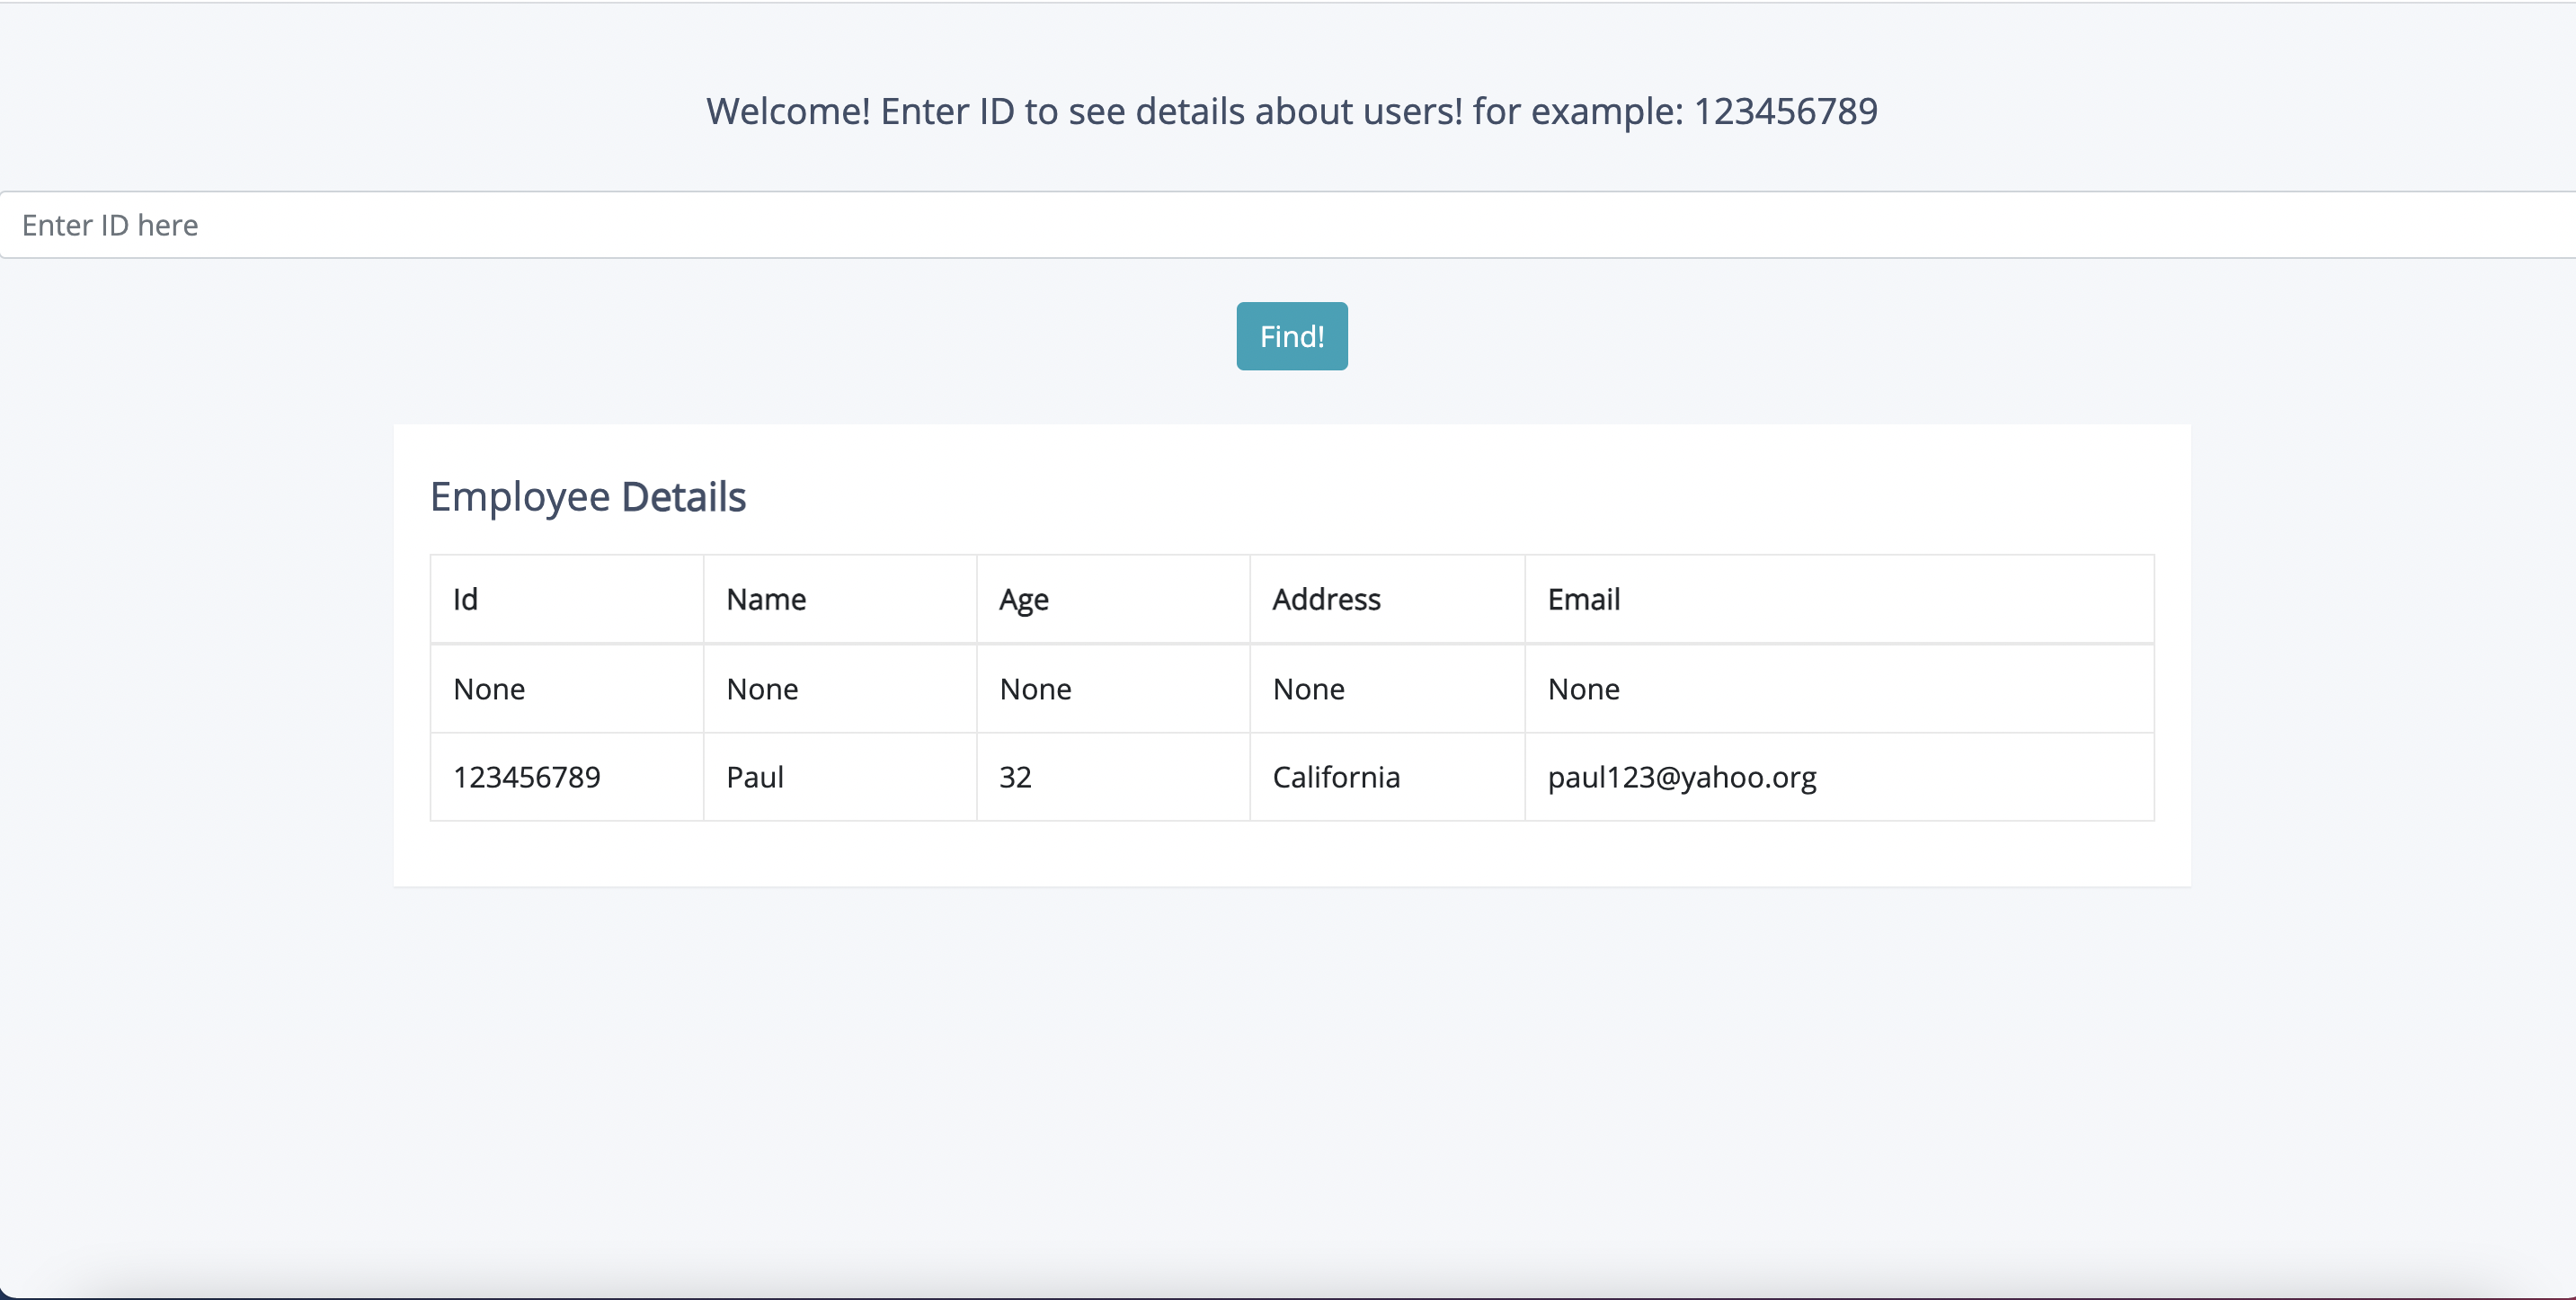 Welcome! Enter ID to see details about users! for example: 123456789
Enter ID here
Find!
Employee Details
Id Name Age Address Email
None None None None None
123456789 Paul 32 California paul123@yahoo.org